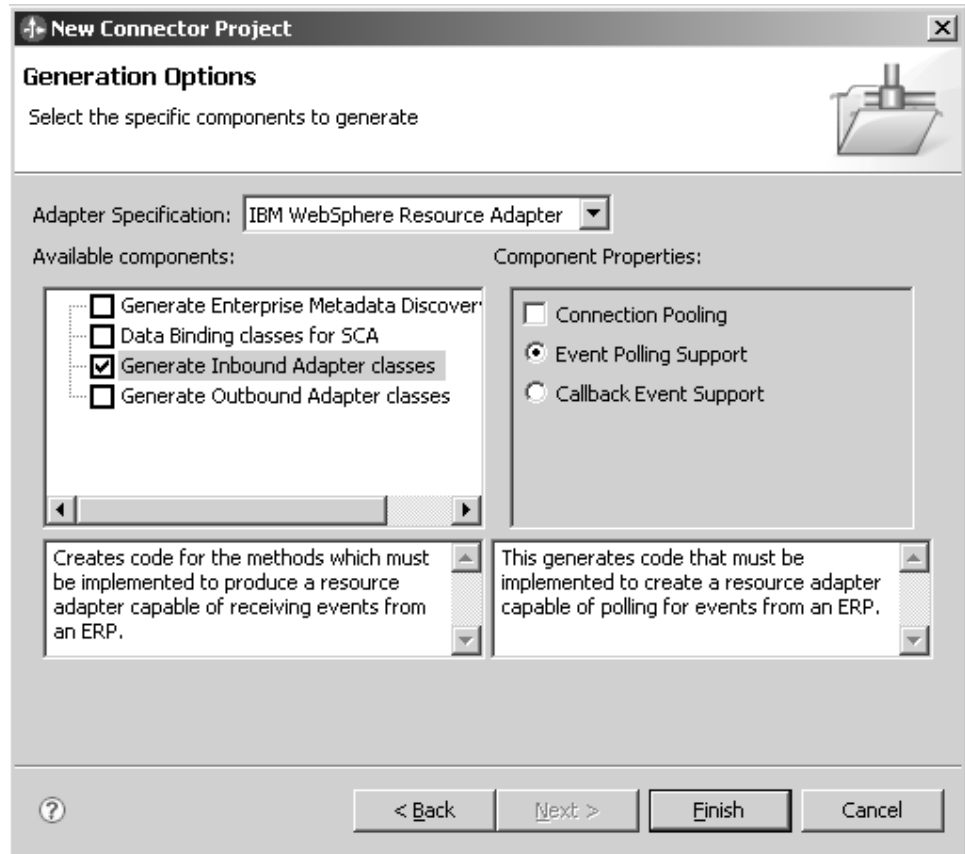 New Connector Project
Generation Options
Select the specific components to generate
Adapter Specification: IBM WebSphere Resource Adapter
Available components:
Component Properties:
Generate Enterprise Metadata Discover
Data Binding classes for SCA
Generate Inbound Adapter classes
Generate Outbound Adapter classes
Connection Pooling
Event Polling Support
Callback Event Support
Creates code for the methods which must
be implemented to produce a resource
adapter capable of receiving events from
an ERP.
This generates code that must be
implemented to create a resource adapter
capable of polling for events from an ERP.
?
< Back
Next >
Finish
Cancel